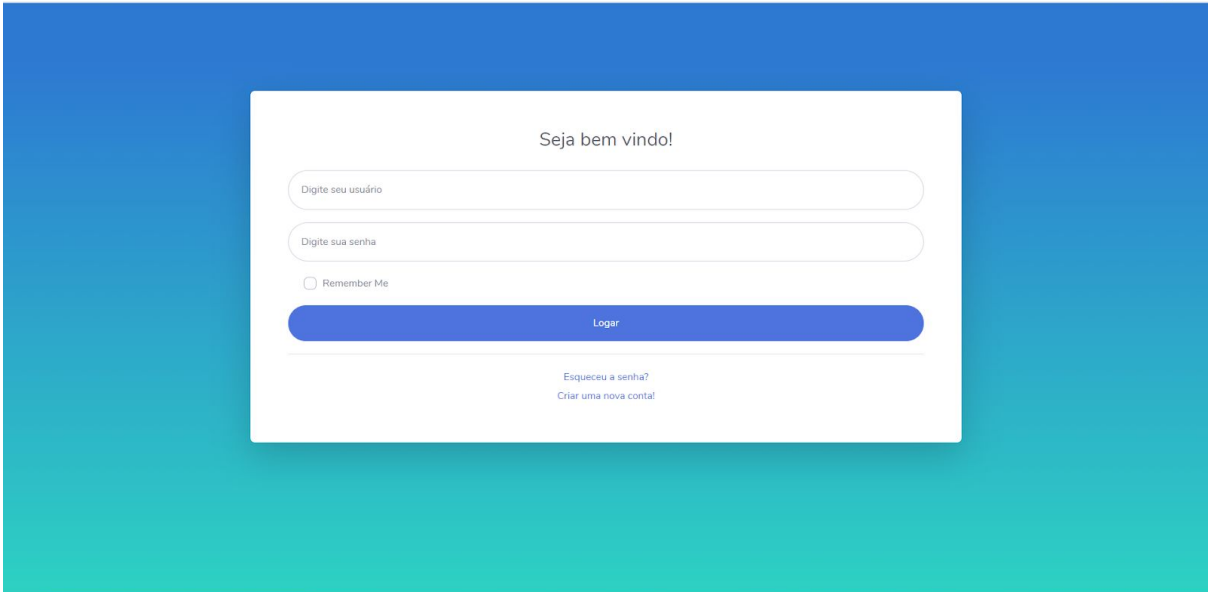 Seja bem vindo!
Digite seu usuário
Digite sua senha
Remember Me
Logar
Esqueceu a senha?
Criar uma nova conta!